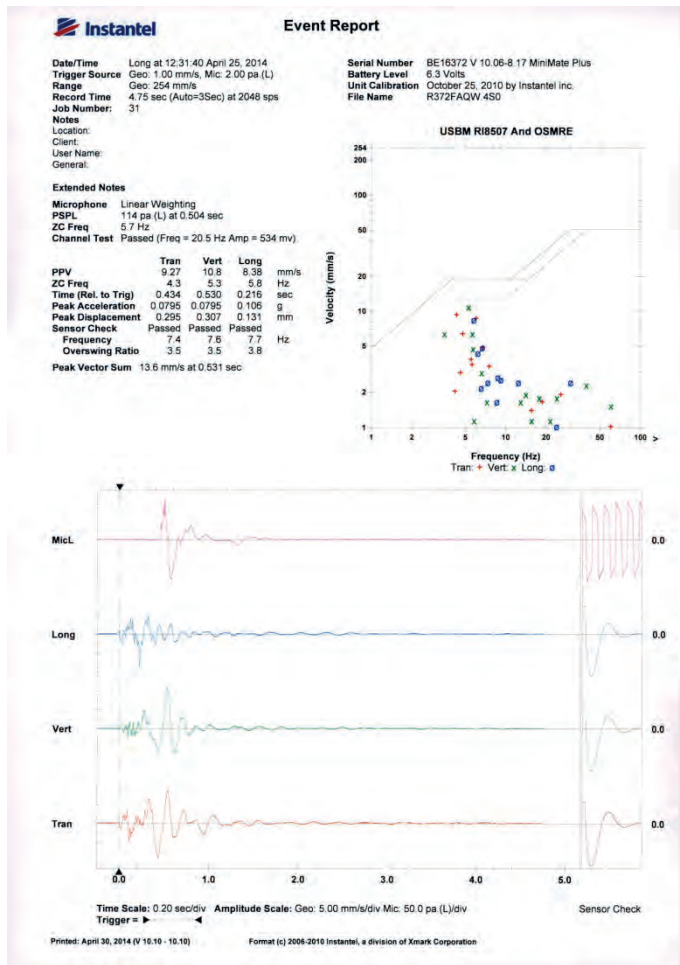 Instantel
Event Report
Date/Time Long at 12:31:40 April 25, 2014
Trigger Source Geo: 1.00 mm/s, Mic: 2.00 pa.(L)
Range Geo: 254 mm/s
Record Time 4.75 sec (Auto=3Sec) at 2048 sps
Job Number: 31
Notes
Location:
Client:
User Name:
General:
Serial Number BE16372 V 10.06-8.17 MiniMate Plus
Battery Level 6.3 Volts
Unit Calibration October 25, 2010 by Instantel inc.
File Name R372FAQW.4S0
Extended Notes
Microphone Linear Weighting
PSPL 114 pa.(L) at 0.504 sec
ZC Freq 5.7 Hz
Channel Test Passed (Freq = 20.5 Hz Amp = 534 mv)
Tran Vert Long
PPV 9.27 10.8 8.38 mm/s
ZC Freq 4.3 5.3 5.8 Hz
Time (Rel. to Trig) 0.434 0.530 0.216 sec
Peak Acceleration 0.0795 0.0795 0.106 g
Peak Displacement 0.295 0.307 0.131 mm
Sensor Check Passed Passed Passed
Frequency 7.4 7.6 7.7 Hz
Overswing Ratio 3.5 3.5 3.8
Peak Vector Sum 13.6 mm/s at 0.531 sec
USBM RI8507 And OSMRE
254
200
100
50
20
10
5
2
1
Velocity (mm/s)
1 2 5 10 20 50 100 >
Frequency (Hz)
Tran: + Vert: x Long: ø
MicL 0.0
Long 0.0
Vert 0.0
Tran 0.0
0.0 1.0 2.0 3.0 4.0 5.0
Time Scale: 0.20 sec/div Amplitude Scale: Geo: 5.00 mm/s/div Mic: 50.0 pa.(L)/div
Sensor Check
Trigger =
Printed: April 30, 2014 (V 10.10 - 10.10)
Format (c) 2006-2010 Instantel, a division of Xmark Corporation